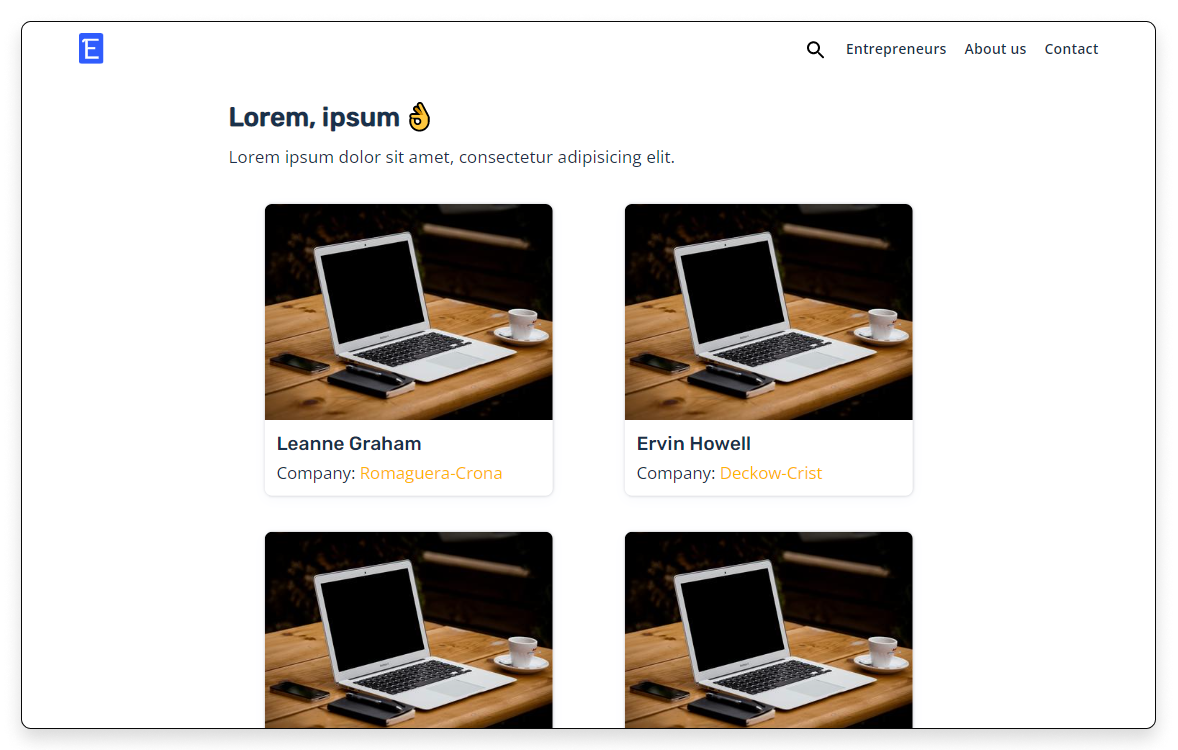 E
Entrepreneurs About us Contact
Lorem, ipsum 👌
Lorem ipsum dolor sit amet, consectetur adipisicing elit.
Leanne Graham
Company: Romaguera-Crona
Ervin Howell
Company: Deckow-Crist